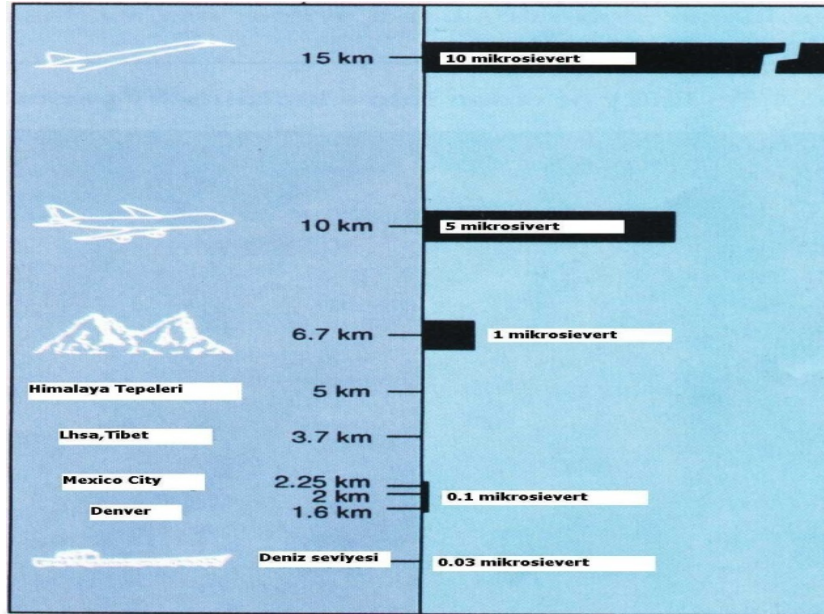 15 km 10 mikrosievert
10 km 5 mikrosivert
6.7 km 1 mikrosievert
Himalaya Tepeleri 5 km
Lhsa,Tibet 3.7 km
Mexico City 2.25 km
2 km 0.1 mikrosievert
Denver 1.6 km
Deniz seviyesi 0.03 mikrosievert